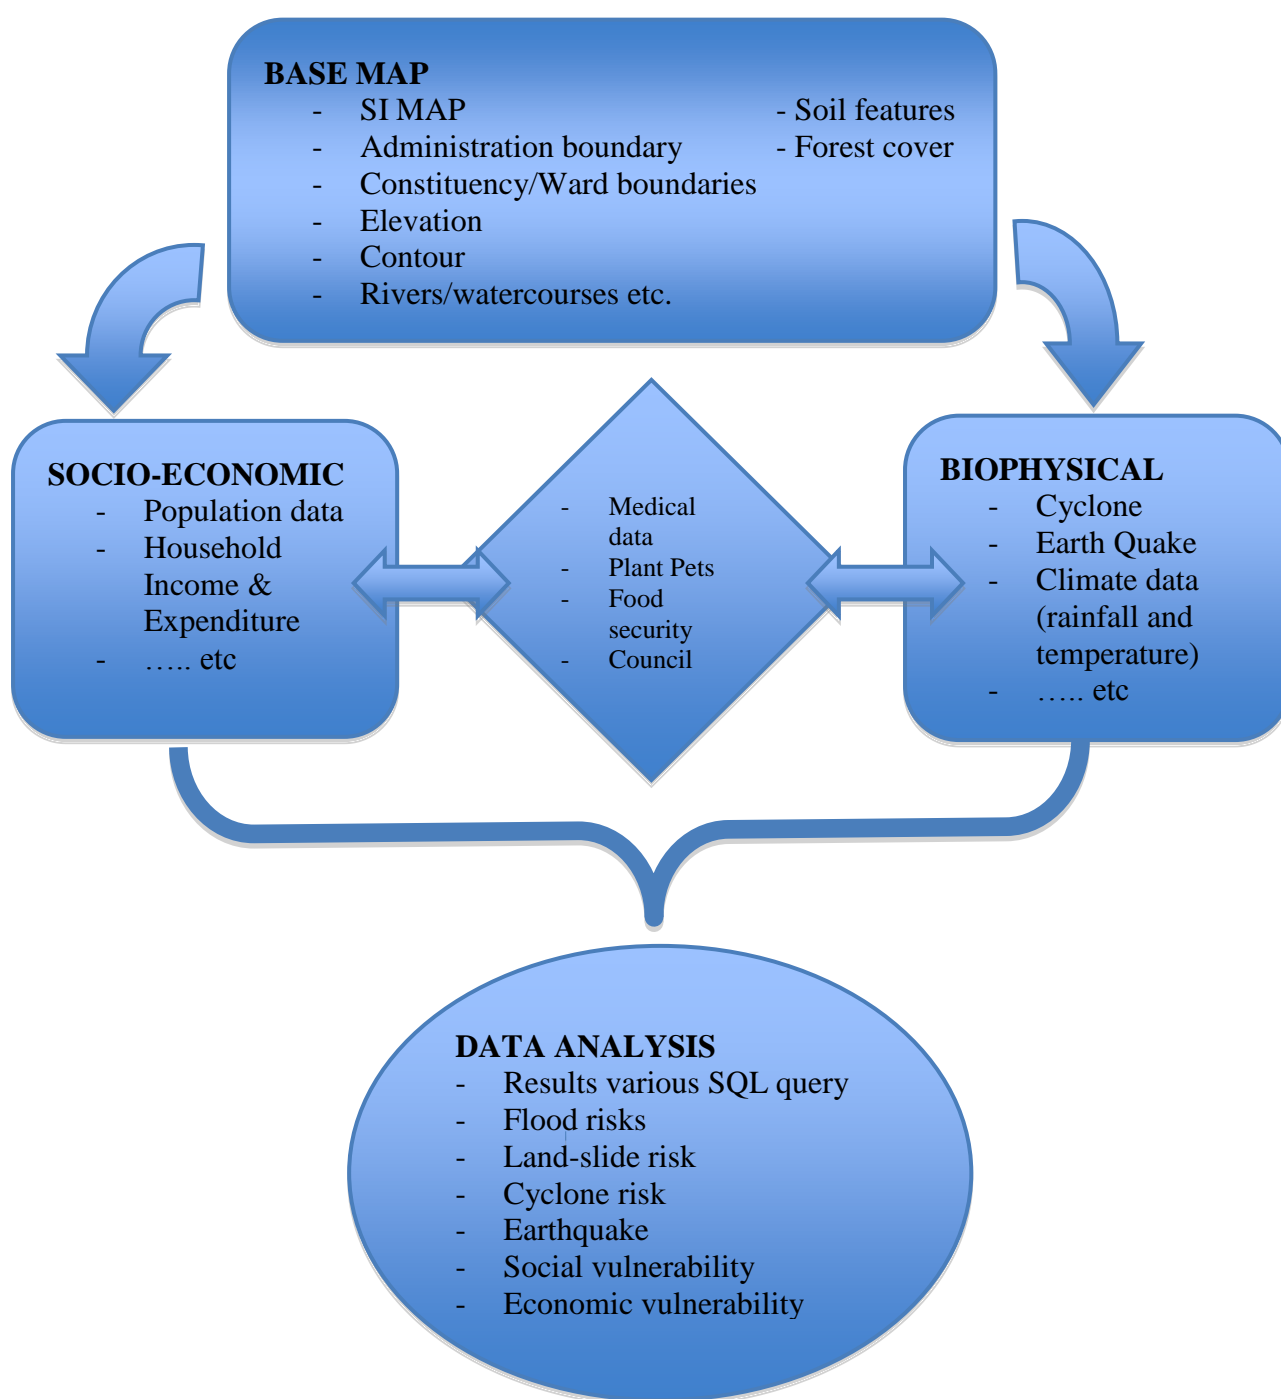 BASE MAP
- SI MAP - Soil features
- Administration boundary - Forest cover
- Constituency/Ward boundaries
- Elevation
- Contour
- Rivers/watercourses etc.
SOCIO-ECONOMIC
- Population data
- Household
Income &
Expenditure
- ….. etc
- Medical
data
- Plant Pets
- Food
security
- Council
BIOPHYSICAL
- Cyclone
- Earth Quake
- Climate data
(rainfall and
temperature)
- ….. etc
DATA ANALYSIS
- Results various SQL query
- Flood risks
- Land-slide risk
- Cyclone risk
- Earthquake
- Social vulnerability
- Economic vulnerability